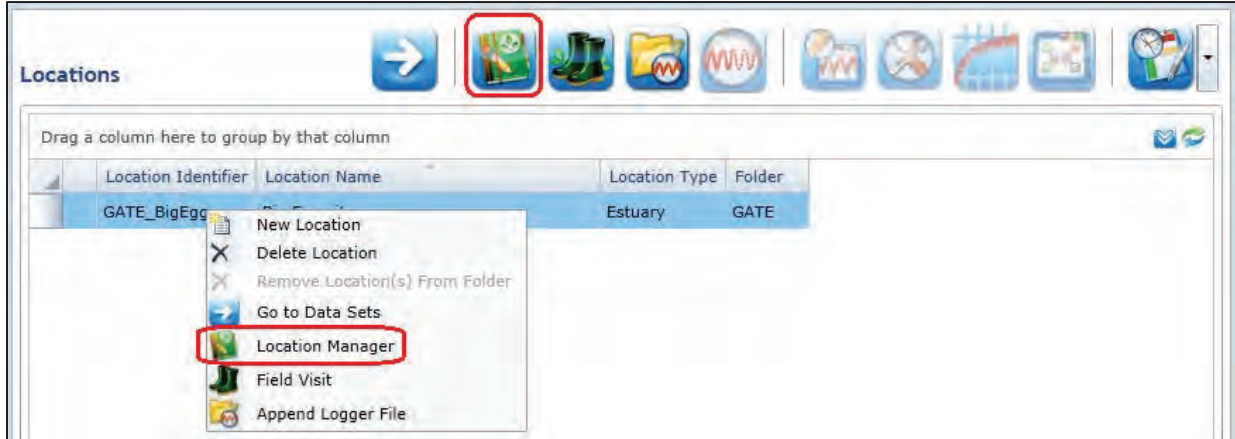 Locations
Drag a column here to group by that column
Location Identifier Location Name Location Type Folder
GATE_BigEgg Estuary GATE
New Location
Delete Location
Remove Location(s) From Folder
Go to Data Sets
Location Manager
Field Visit
Append Logger File